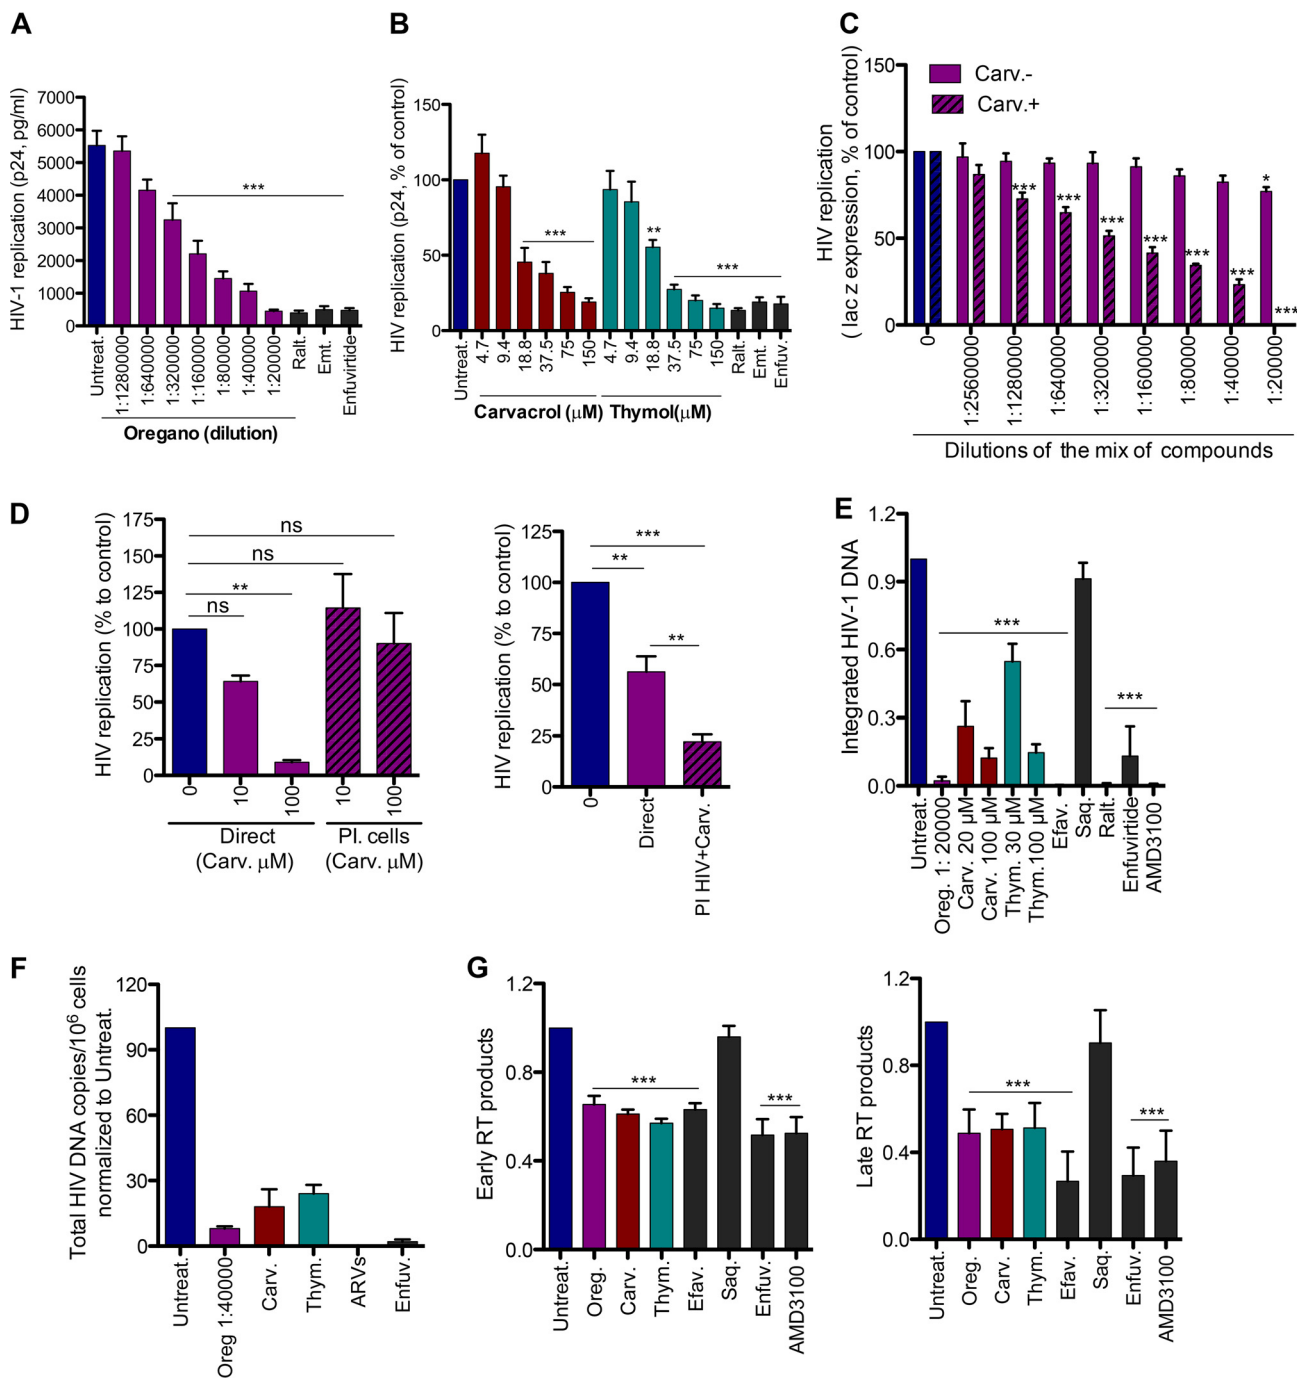 A
HIV-1 replication (p24, pg/ml)
7000
6000
5000
4000
3000
2000
1000
0
***
Untreat.
1:1280000
1:640000
1:320000
1:160000
1:80000
1:40000
1:20000
Ralt.
Emt.
Enfuvirtide
Oregano (dilution)
B
HIV replication (p24, % of control)
150
100
50
0
***
**
***
Untreat.
4.7
9.4
18.8
37.5
75
150
4.7
9.4
18.8
37.5
75
150
Ralt.
Emt.
Efuv.
Carvacrol (μM)
Thymol(μM)
C
HIV replication
( lac z expression, % of control)
150
100
50
0
Carv.-
Carv.+
***
***
***
***
***
***
*
***
0
1:2560000
1:1280000
1:640000
1:320000
1:160000
1:80000
1:40000
1:20000
Dilutions of the mix of compounds
D
HIV replication (% to control)
175
150
125
100
75
50
25
0
ns
ns
**
ns
0
10
100
10
100
Direct
(Carv. μM)
PI. cells
(Carv. μM)
HIV replication (% to control)
125
100
75
50
25
0
***
**
**
0
Direct
PI HIV+Carv.
E
Integrated HIV-1 DNA
1.2
0.9
0.6
0.3
0.0
***
***
Untreat.
Oreg. 1: 20000
Carv. 20 μM
Carv. 100 μM
Thym. 30 μM
Thym.100 μM
Efav.
Saq.
Ralt.
Enfuvirtide
AMD3100
F
Total HIV DNA copies/10⁶ cells
normalized to Untreat.
120
90
60
30
0
Untreat.
Oreg 1:40000
Carv.
Thym.
ARVs
Enfuv.
G
Early RT products
1.2
0.8
0.4
0.0
***
***
Untreat.
Oreg.
Carv.
Thym.
Efav.
Saq.
Enfuv.
AMD3100
Late RT products
1.2
0.8
0.4
0.0
***
***
Untreat.
Oreg.
Carv.
Thym.
Efav.
Saq.
Enfuv.
AMD3100